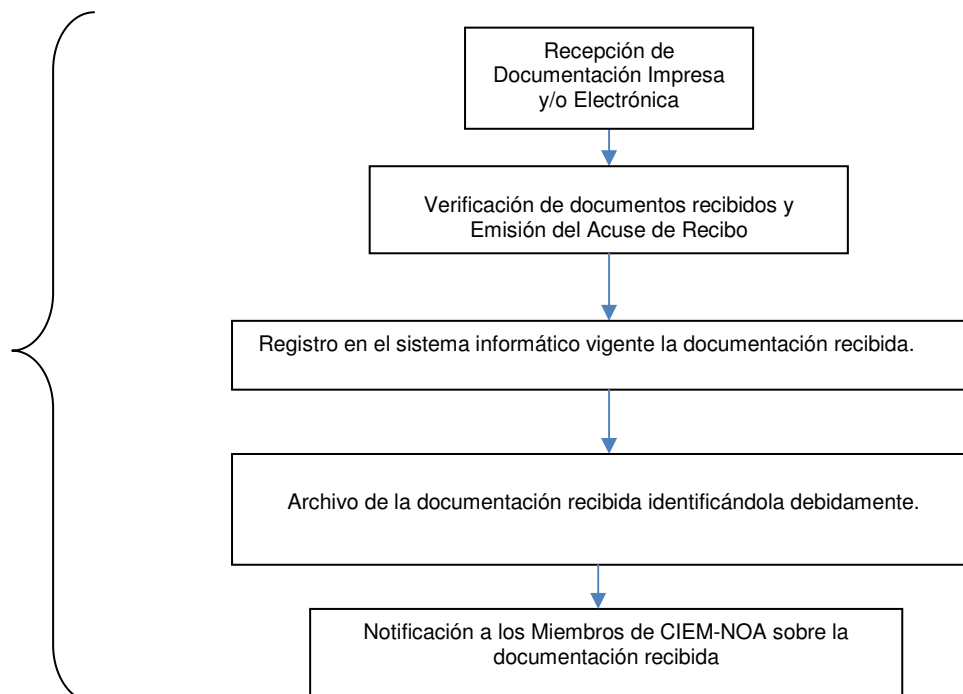 Recepción de
Documentación Impresa
y/o Electrónica
Verificación de documentos recibidos y
Emisión del Acuse de Recibo
Registro en el sistema informático vigente la documentación recibida.
Archivo de la documentación recibida identificándola debidamente.
Notificación a los Miembros de CIEM-NOA sobre la
documentación recibida